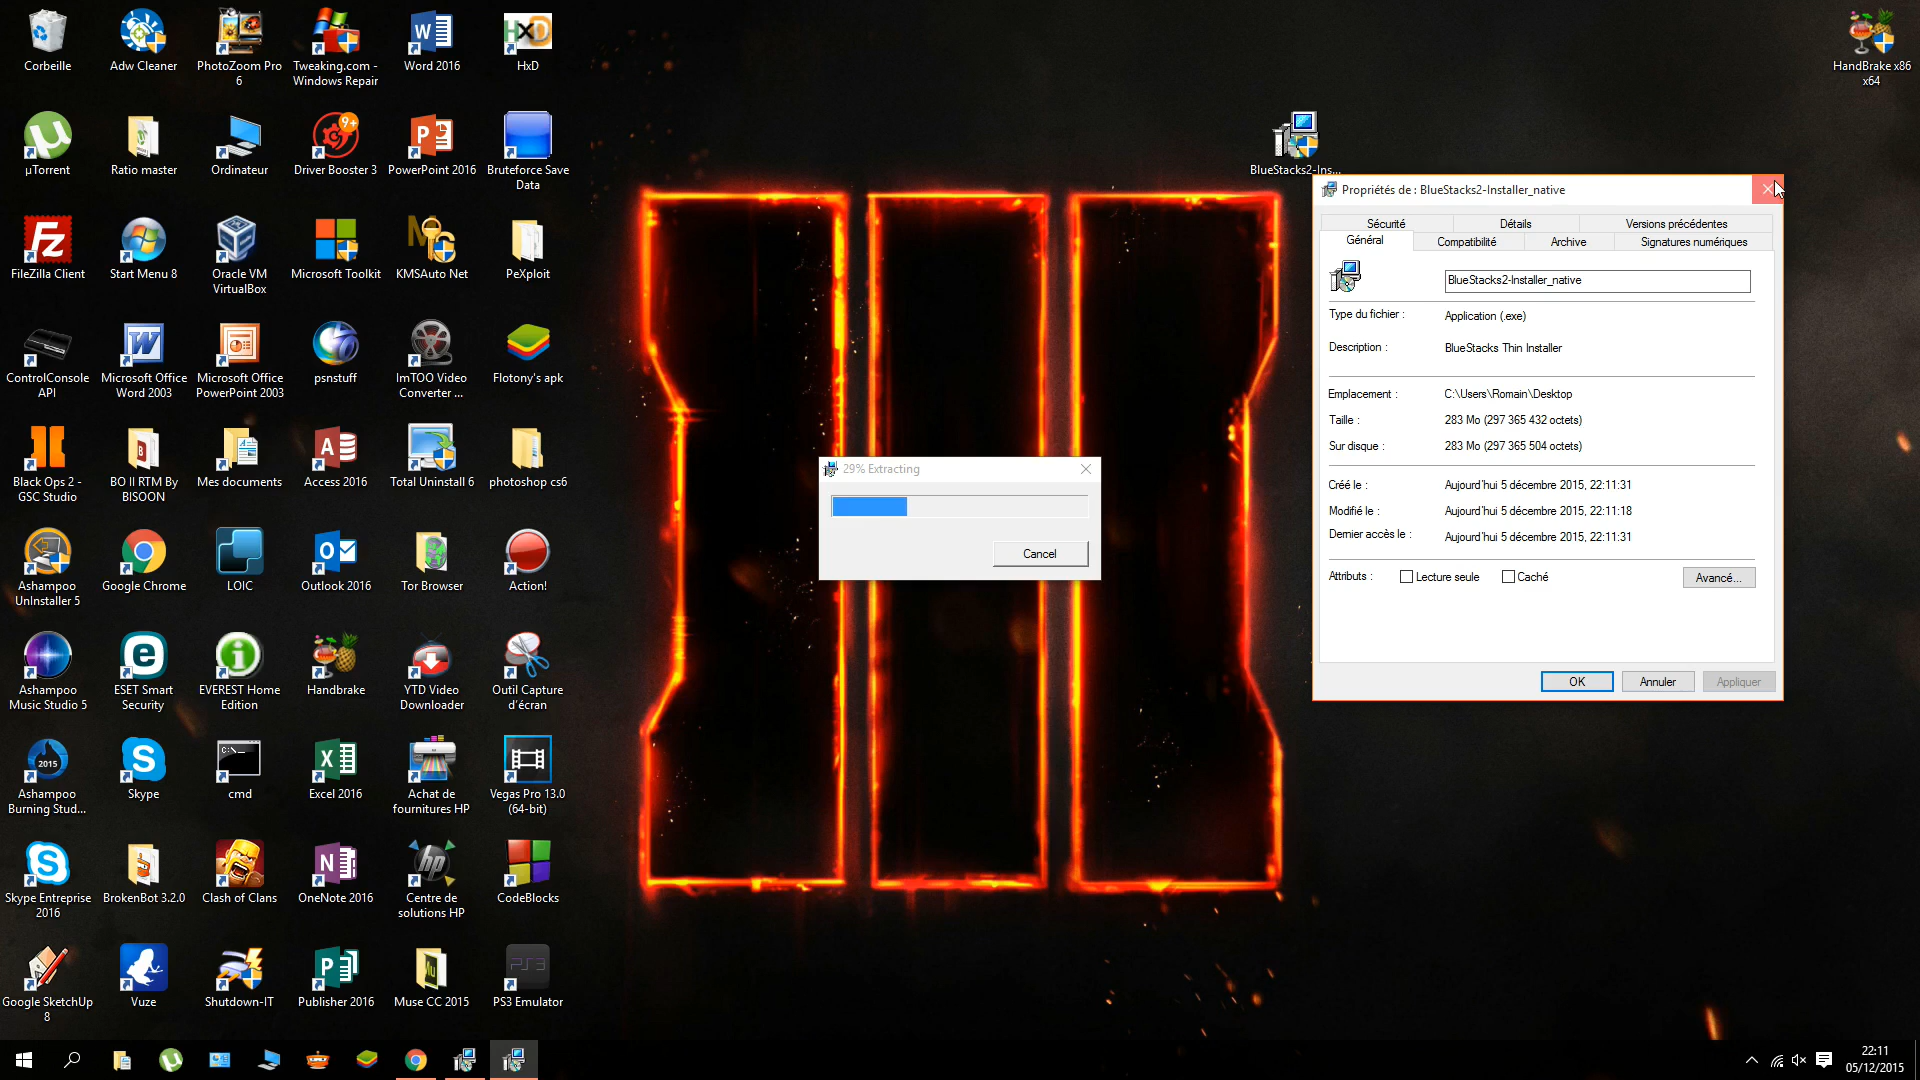 Corbeille
Adw Cleaner
PhotoZoom Pro
6
Tweaking.com -
Windows Repair
Word 2016
HxD
HxD
HandBrake x86
x64
µTorrent
Ratio master
Ordinateur
9+
Driver Booster 3
PowerPoint 2016
Bruteforce Save
Data
BlueStacks2-Ins...
FileZilla Client
Start Menu 8
Oracle VM
VirtualBox
Microsoft Toolkit
KMSAuto Net
PeXploit
ControlConsole
API
Microsoft Office
Word 2003
Microsoft Office
PowerPoint 2003
psnstuff
ImTOO Video
Converter ...
Flotony's apk
Black Ops 2 -
GSC Studio
BO II RTM By
BISOON
Mes documents
Access 2016
Total Uninstall 6
photoshop cs6
Ashampoo
UnInstaller 5
Google Chrome
LOIC
Outlook 2016
Tor Browser
Action!
Ashampoo
Music Studio 5
ESET Smart
Security
EVEREST Home
Edition
Handbrake
YTD Video
Downloader
Outil Capture
d'écran
2015
Ashampoo
Burning Stud...
Skype
C:\_
cmd
Excel 2016
Achat de
fournitures HP
Vegas Pro 13.0
(64-bit)
Skype Entreprise
2016
BrokenBot 3.2.0
Clash of Clans
OneNote 2016
Centre de
solutions HP
CodeBlocks
Google SketchUp
8
Vuze
Shutdown-IT
Publisher 2016
Muse CC 2015
PS3
PS3 Emulator
29% Extracting
Cancel
Propriétés de : BlueStacks2-Installer_native
Sécurité
Détails
Versions précédentes
Général
Compatibilité
Archive
Signatures numériques
BlueStacks2-Installer_native
Type du fichier :
Application (.exe)
Description :
BlueStacks Thin Installer
Emplacement :
C:\Users\Romain\Desktop
Taille :
283 Mo (297 365 432 octets)
Sur disque :
283 Mo (297 365 504 octets)
Créé le :
Aujourd'hui 5 décembre 2015, 22:11:31
Modifié le :
Aujourd'hui 5 décembre 2015, 22:11:18
Dernier accès le :
Aujourd'hui 5 décembre 2015, 22:11:31
Attributs :
Lecture seule
Caché
Avancé...
OK
Annuler
Appliquer
22:11
05/12/2015